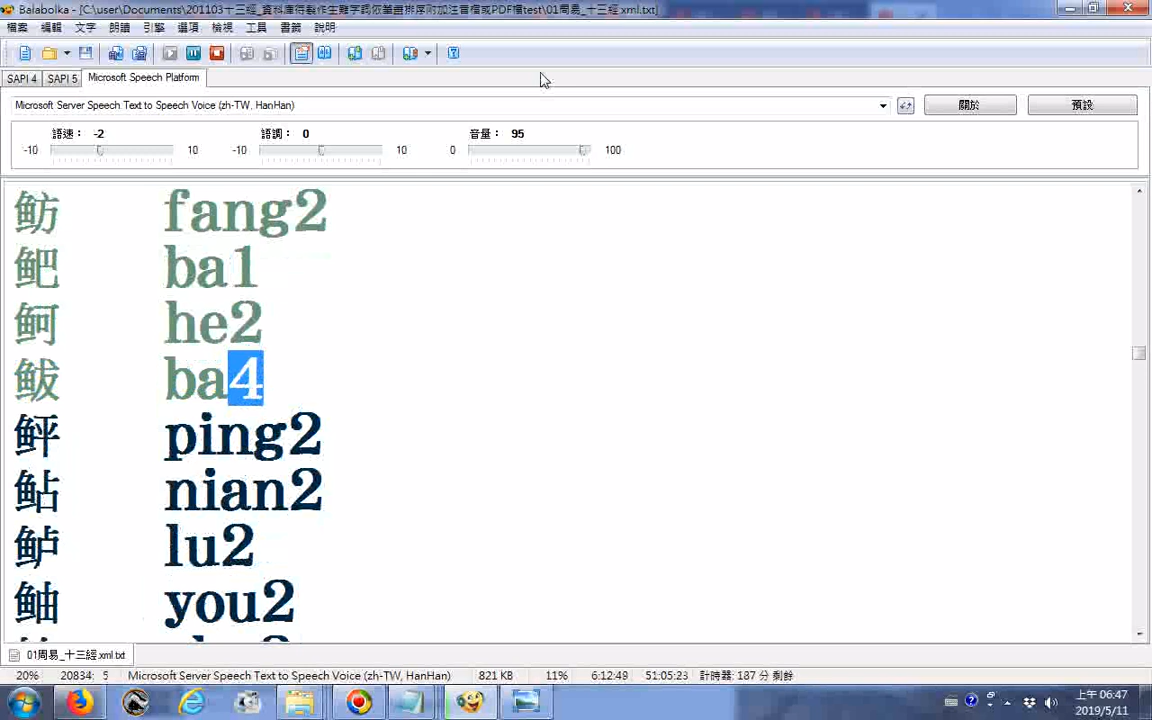 Balabolka - [C:\user\Documents\201103十三經_資料庫待製作生難字詞依筆畫排序附加注音檔或PDF檔test\01周易_十三經xml.txt]
檔案 編輯 文字 朗讀 引擎 選項 檢視 工具 書籤 說明
SAPI 4 SAPI 5 Microsoft Speech Platform
Microsoft Server Speech Text to Speech Voice (zh-TW, HanHan) 關於 預設
語速： -2 語調： 0 音量： 95
-10 10 -10 10 0 100
鲂 fang2
鲃 ba1
鲄 he2
鲅 ba4
鲆 ping2
鲇 nian2
鲈 lu2
鲉 you2
01周易_十三經.xml.txt
20% 20834: 5 Microsoft Server Speech Text to Speech Voice (zh-TW, HanHan) 821 KB 11% 6:12:49 51:05:23 計時器: 187 分 剩餘
上午 06:47
2019/5/11